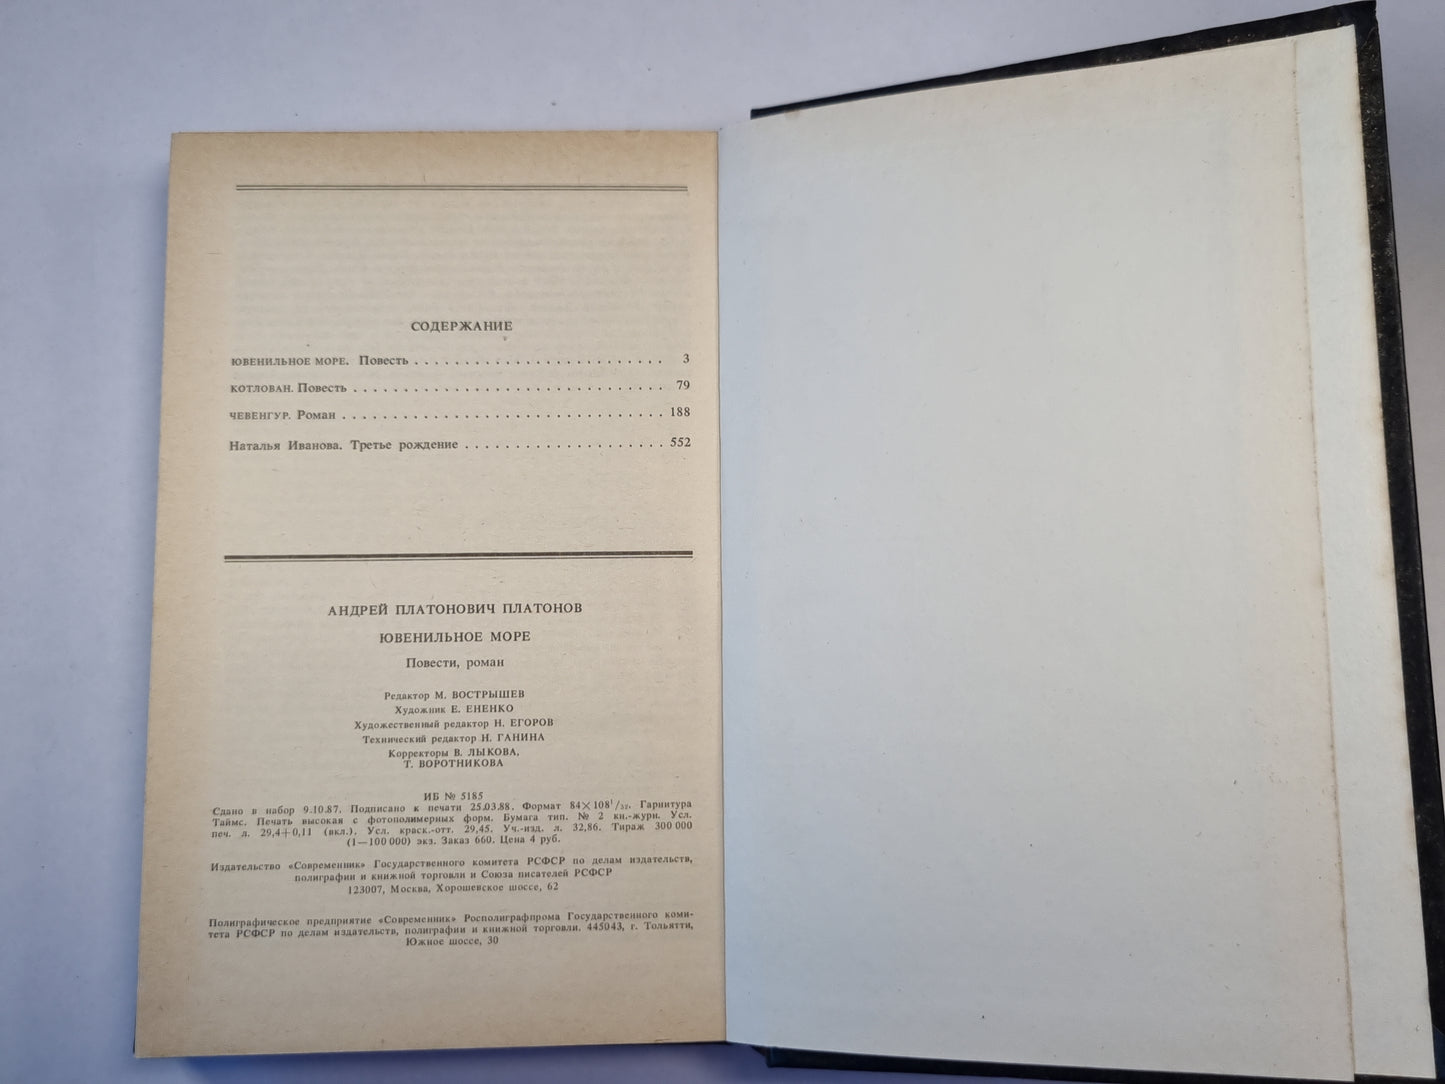 СОДЕРЖАНИЕ
ЮВЕНИЛЬНОЕ МОРЕ. Повесть . . . . . . . . . . . . . . . . . . . . . . . . . 3
КОТЛОВАН. Повесть . . . . . . . . . . . . . . . . . . . . . . . . . . . . . . . 79
ЧЕВЕНГУР. Роман . . . . . . . . . . . . . . . . . . . . . . . . . . . . . . . . 188
Наталья Иванова. Третье рождение . . . . . . . . . . . . . . . . . . . . 552
АНДРЕЙ ПЛАТОНОВИЧ ПЛАТОНОВ
ЮВЕНИЛЬНОЕ МОРЕ
Повести, роман
Редактор М. ВОСТРЫШЕВ
Художник Е. ЕНЕНКО
Художественный редактор Н. ЕГОРОВ
Технический редактор Н. ГАНИНА
Корректоры В. ЛЫКОВА,
Т. ВОРОТНИКОВА
ИБ № 5185
Сдано в набор 9.10.87. Подписано к печати 25.03.88. Формат 84×108¹/₃₂. Гарнитура
Таймс. Печать высокая с фотополимерных форм. Бумага тип. № 2 кн.-журн. Усл.
печ. л. 29,4+0,11 (вкл.). Усл. краск.-отт. 29,45. Уч.-изд. л. 32,86. Тираж 300 000
(1—100 000) экз. Заказ 660. Цена 4 руб.
Издательство «Современник» Государственного комитета РСФСР по делам издательств,
полиграфии и книжной торговли и Союза писателей РСФСР
123007, Москва, Хорошевское шоссе, 62
Полиграфическое предприятие «Современник» Росполиграфпрома Государственного коми-
тета РСФСР по делам издательств, полиграфии и книжной торговли. 445043, г. Тольятти,
Южное шоссе, 30